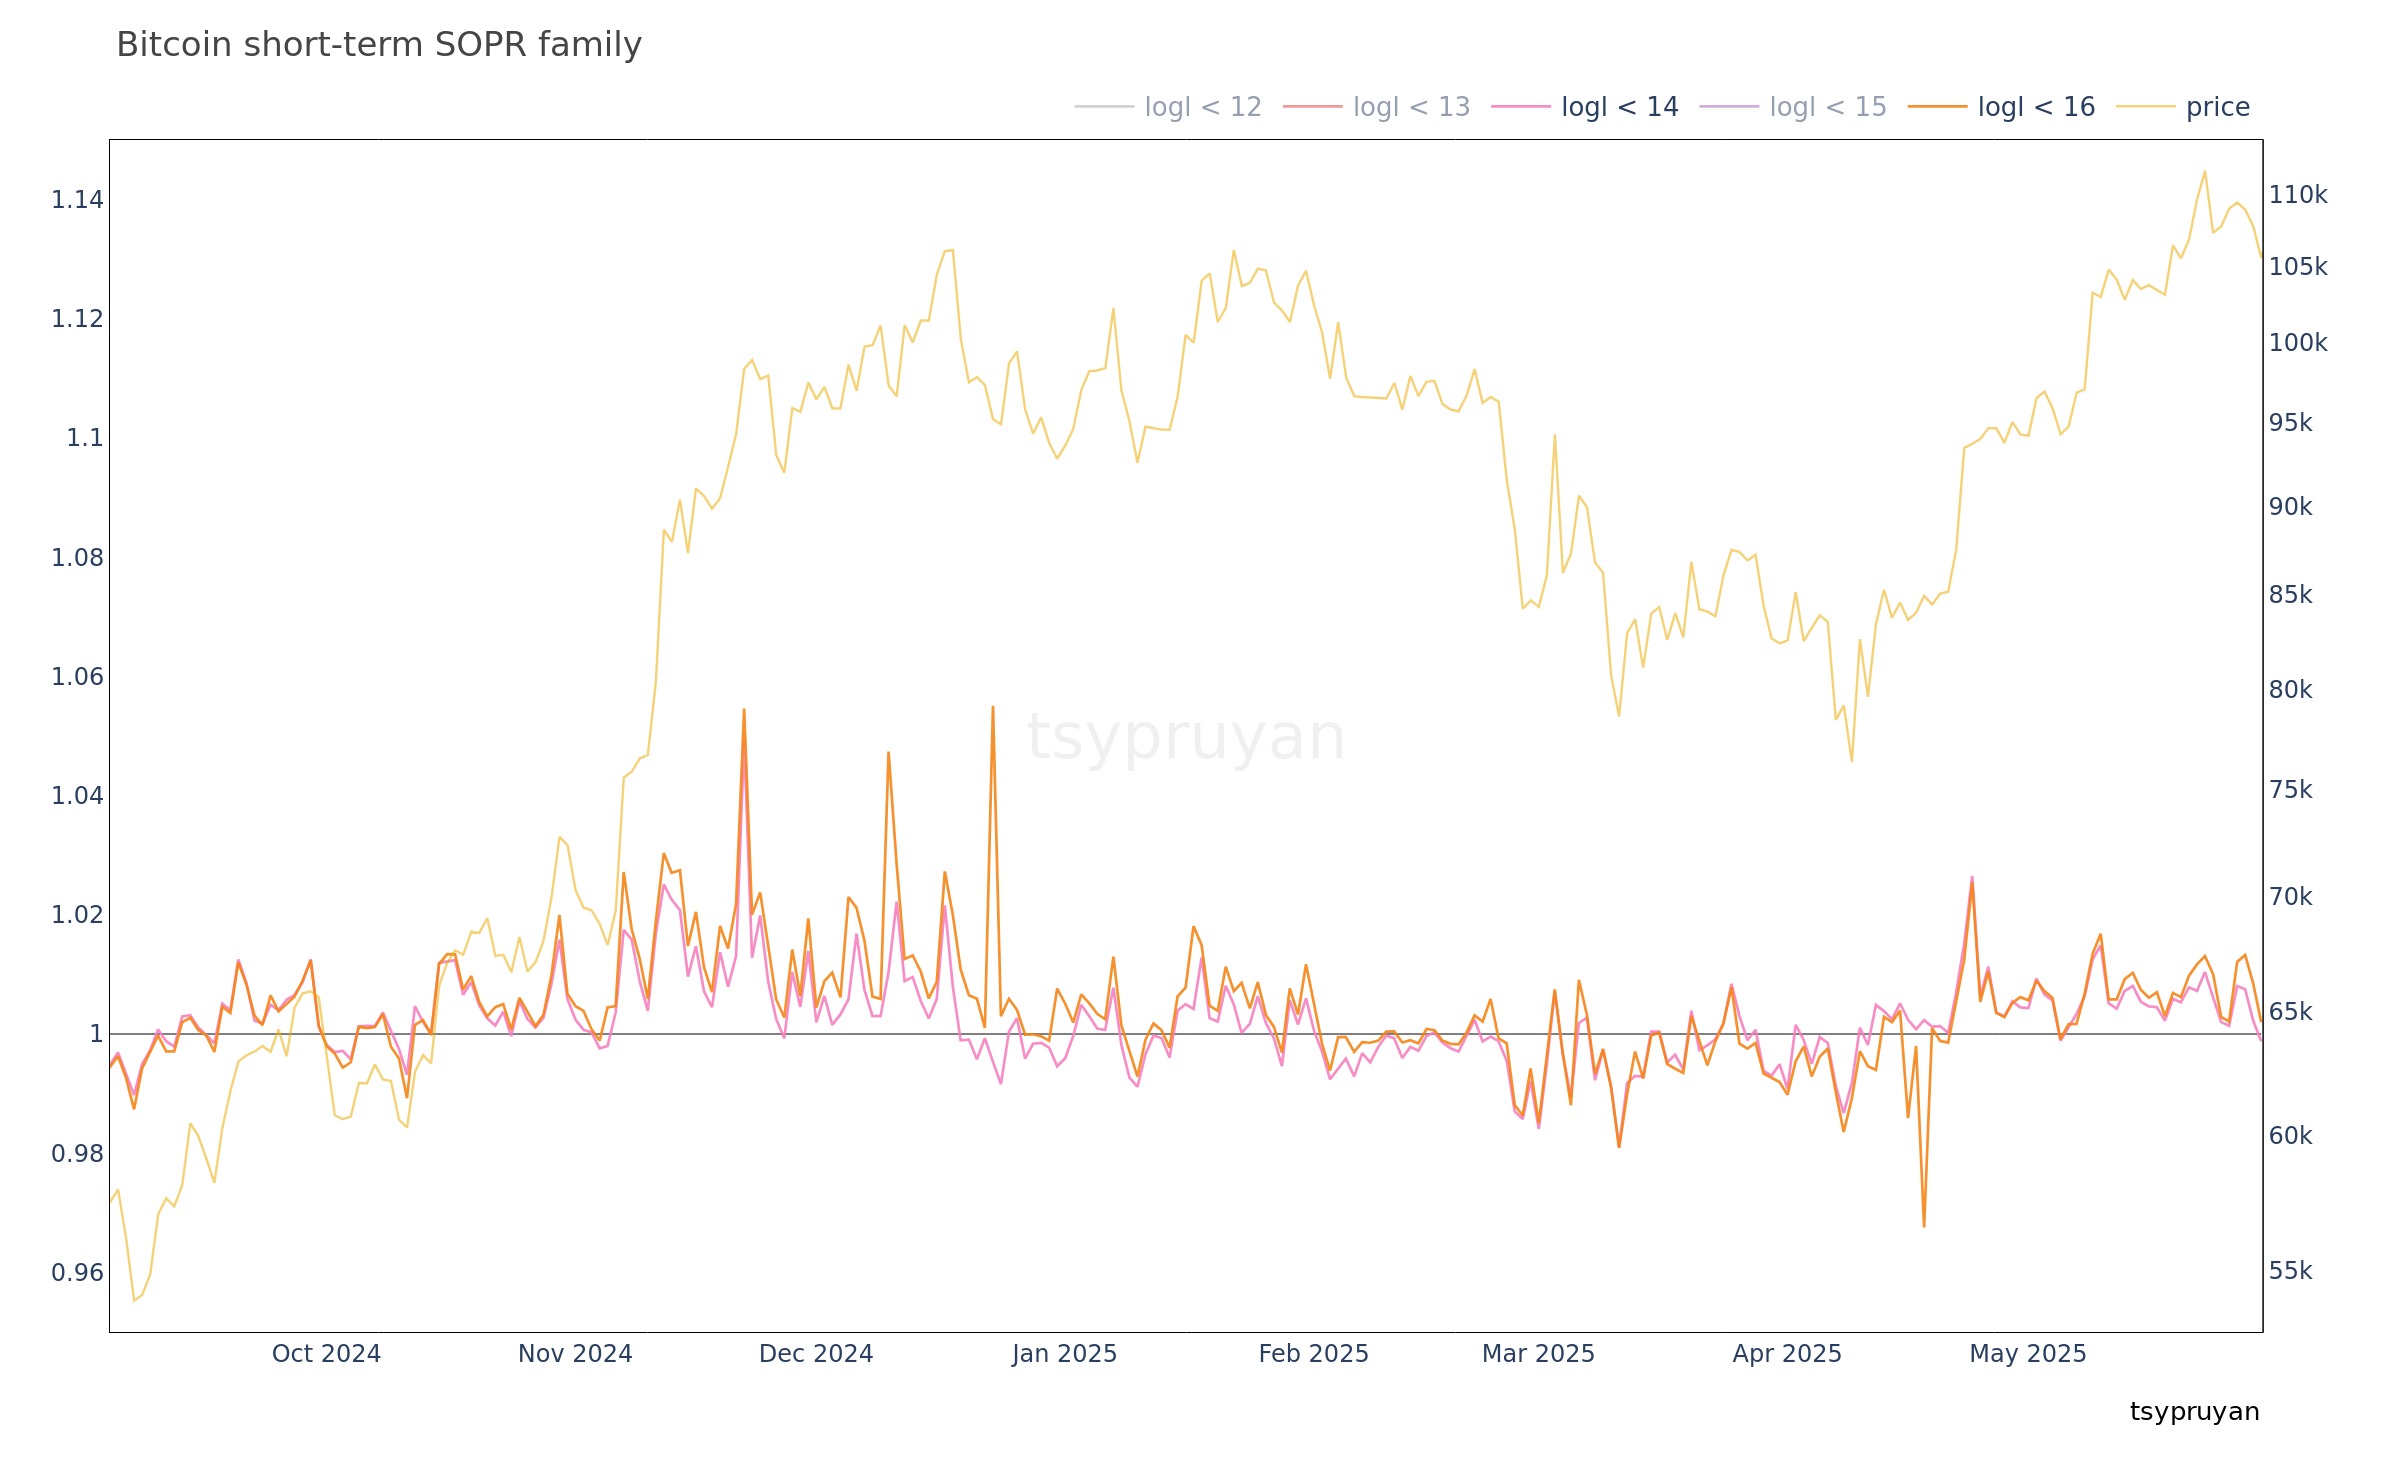 Bitcoin short-term SOPR family
logl < 12 logl < 13 logl < 14 logl < 15 logl < 16 price
1.14
1.12
1.1
1.08
1.06
1.04
1.02
1
0.98
0.96
110k
105k
100k
95k
90k
85k
80k
75k
70k
65k
60k
55k
tsypruyan
Oct 2024 Nov 2024 Dec 2024 Jan 2025 Feb 2025 Mar 2025 Apr 2025 May 2025
tsypruyan